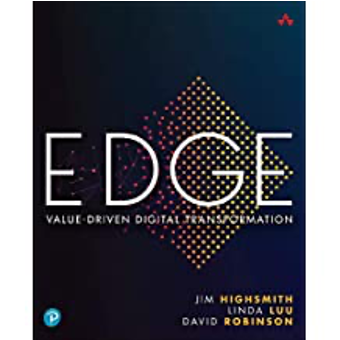 EDGE
VALUE-DRIVEN DIGITAL TRANSFORMATION
JIM HIGHSMITH
LINDA LUU
DAVID ROBINSON